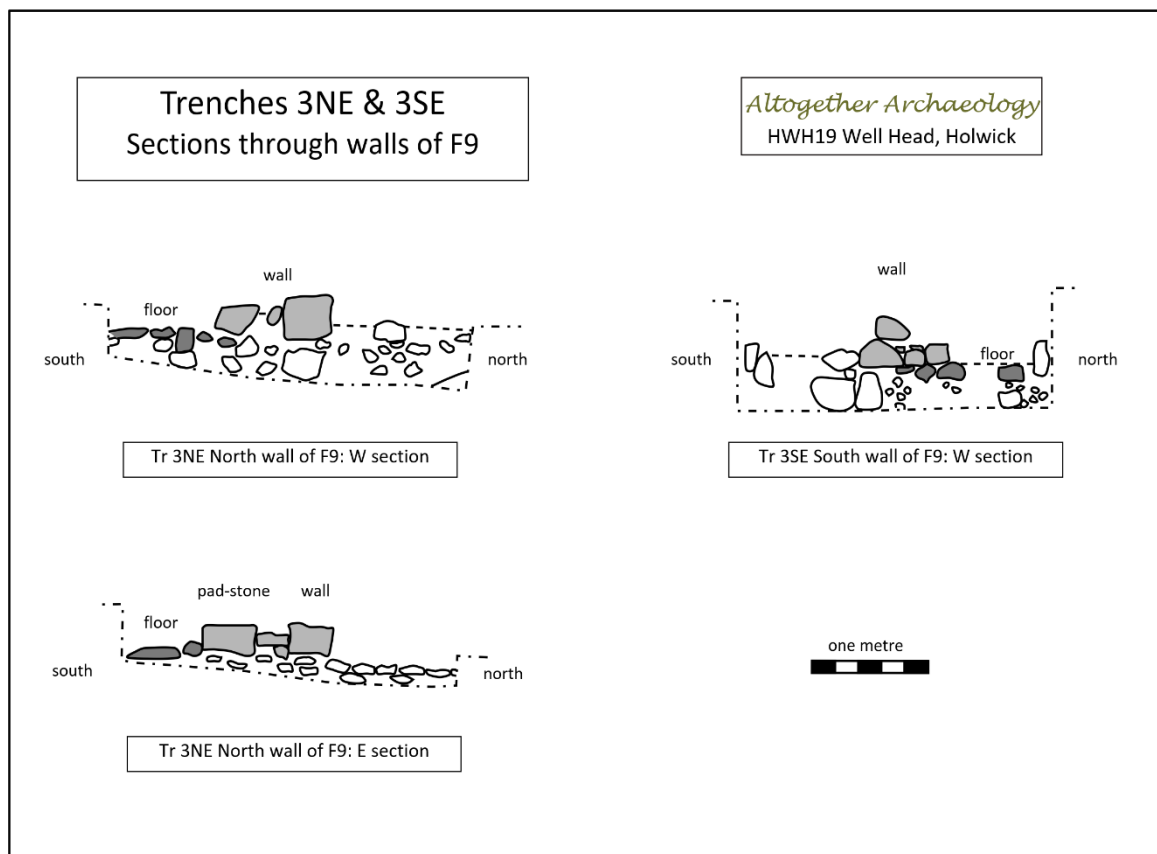 Trenches 3NE & 3SE
Sections through walls of F9
Altogether Archaeology
HWH19 Well Head, Holwick
wall
floor
south
north
Tr 3NE North wall of F9: W section
wall
floor
south
north
Tr 3SE South wall of F9: W section
pad-stone
wall
floor
south
north
Tr 3NE North wall of F9: E section
one metre